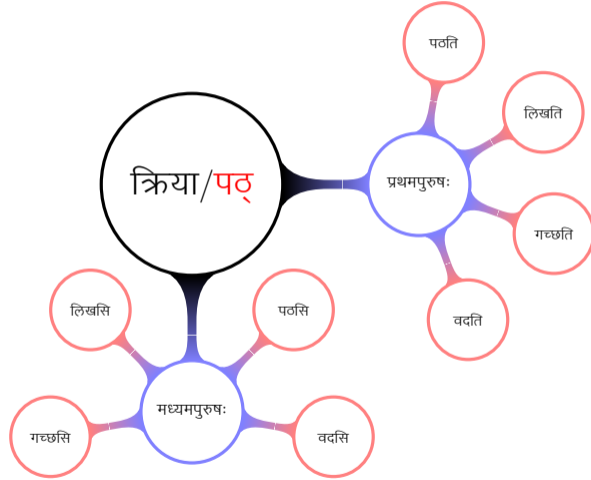 पठति
लिखति
क्रिया/पठ्
प्रथमपुरुषः
गच्छति
वदति
लिखसि
पठसि
मध्यमपुरुषः
गच्छसि
वदसि